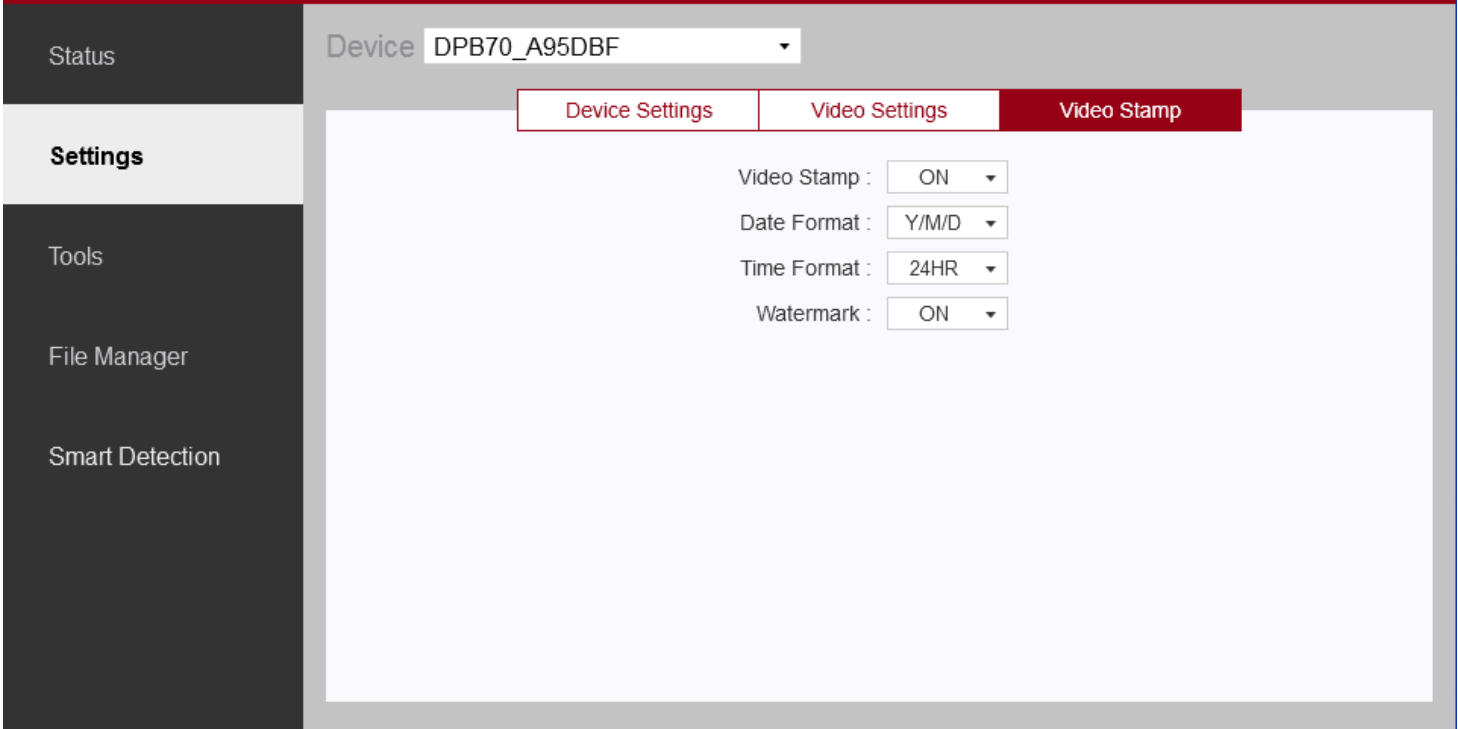 Status
Settings
Tools
File Manager
Smart Detection
Device DPB70_A95DBF
Device Settings Video Settings Video Stamp
Video Stamp : ON
Date Format : Y/M/D
Time Format : 24HR
Watermark : ON